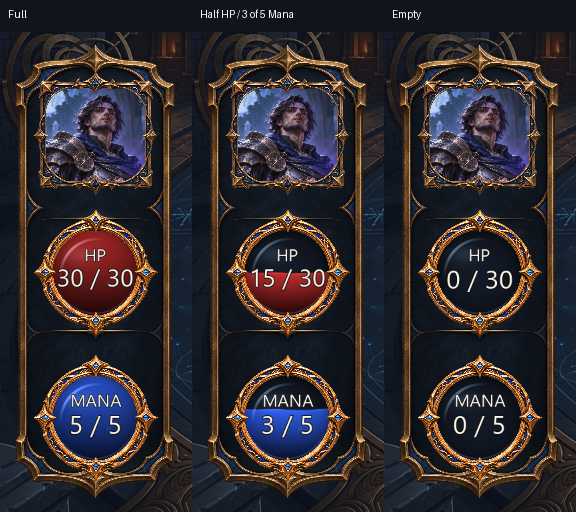 Full
HP
30 / 30
MANA
5 / 5
Half HP / 3 of 5 Mana
HP
15 / 30
MANA
3 / 5
Empty
HP
0 / 30
MANA
0 / 5